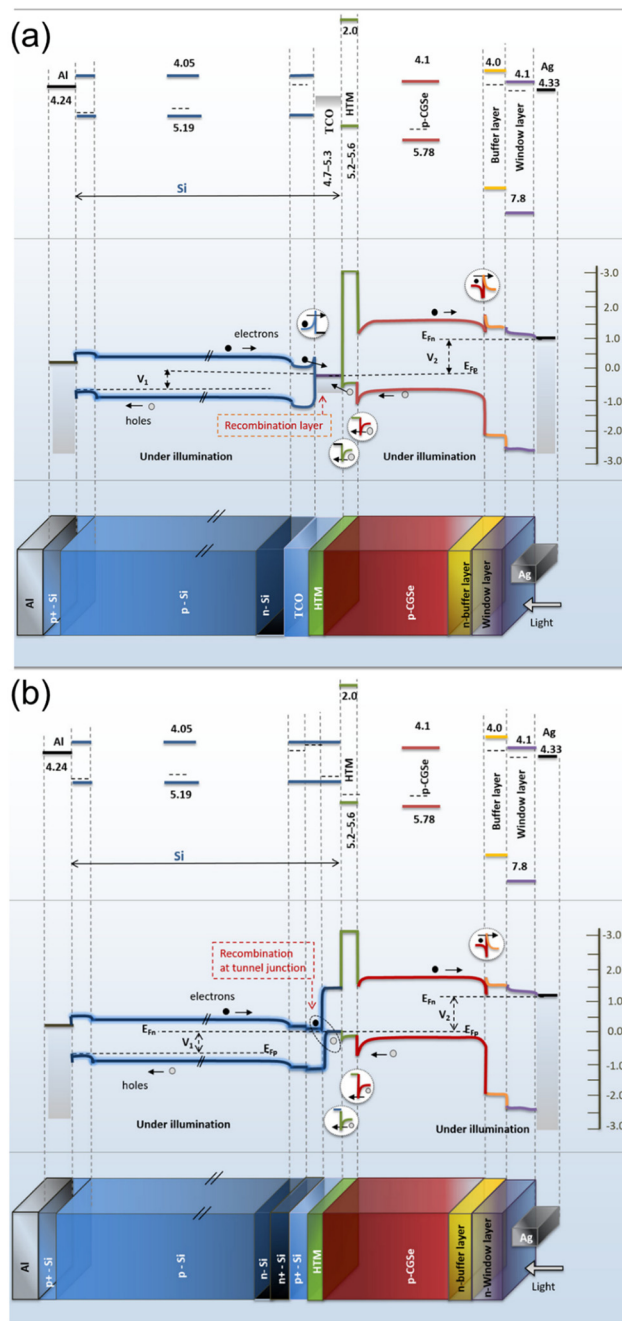 (a)
2.0
4.05
4.0
4.1
Al
4.1
Ag
4.24
4.33
5.19
TCO
HTM
p-CGSe
Buffer layer
Window layer
4.7–5.3
5.2–5.6
5.78
7.8
Si
-3.0
2.0
1.0
0.0
-1.0
-2.0
-3.0
electrons
EFn
V1
V2
EFp
holes
Recombination layer
Under illumination
Under illumination
Al
p+ - Si
p - Si
n- Si
TCO
HTM
p-CGSe
n-buffer layer
Window layer
Ag
Light
(b)
2.0
4.05
4.0
4.1
Al
4.1
Ag
4.24
4.33
5.19
HTM
p-CGSe
Buffer layer
Window layer
5.2–5.6
5.78
7.8
Si
-3.0
2.0
1.0
0.0
-1.0
-2.0
-3.0
Recombination
at tunnel junction
electrons
EFn
EFn
V1
V2
EFp
EFp
holes
Under illumination
Under illumination
Al
p+ - Si
p - Si
n- Si
n+ - Si
p+ - Si
HTM
p-CGSe
n-buffer layer
n-Window layer
Ag
Light